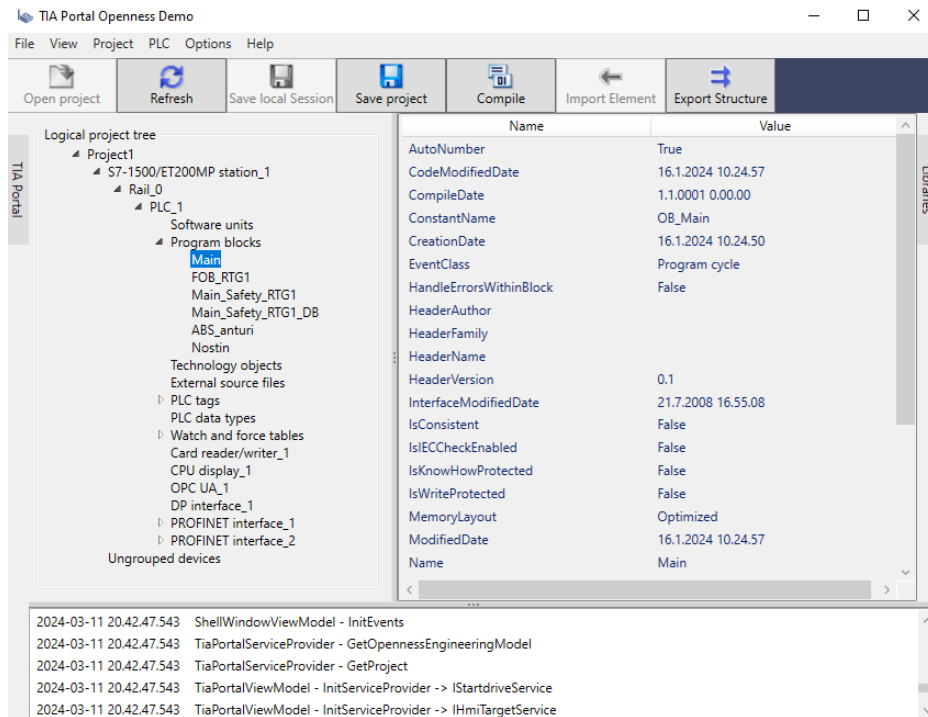 TIA Portal Openness Demo
File View Project PLC Options Help
Open project Refresh Save local Session Save project Compile Import Element Export Structure
TIA Portal
Logical project tree
Project1
S7-1500/ET200MP station_1
Rail_0
PLC_1
Software units
Program blocks
Main
FOB_RTG1
Main_Safety_RTG1
Main_Safety_RTG1_DB
ABS_anturi
Nostin
Technology objects
External source files
PLC tags
PLC data types
Watch and force tables
Card reader/writer_1
CPU display_1
OPC UA_1
DP interface_1
PROFINET interface_1
PROFINET interface_2
Ungrouped devices
Name Value
AutoNumber True
CodeModifiedDate 16.1.2024 10.24.57
CompileDate 1.1.0001 0.00.00
ConstantName OB_Main
CreationDate 16.1.2024 10.24.50
EventClass Program cycle
HandleErrorsWithinBlock False
HeaderAuthor
HeaderFamily
HeaderName
HeaderVersion 0.1
InterfaceModifiedDate 21.7.2008 16.55.08
IsConsistent False
IsIECCheckEnabled False
IsKnowHowProtected False
IsWriteProtected False
MemoryLayout Optimized
ModifiedDate 16.1.2024 10.24.57
Name Main
Libraries
2024-03-11 20.42.47.543 ShellWindowViewModel - InitEvents
2024-03-11 20.42.47.543 TiaPortalServiceProvider - GetOpennessEngineeringModel
2024-03-11 20.42.47.543 TiaPortalServiceProvider - GetProject
2024-03-11 20.42.47.543 TiaPortalViewModel - InitServiceProvider -> IStartdriveService
2024-03-11 20.42.47.543 TiaPortalViewModel - InitServiceProvider -> IHmiTargetService